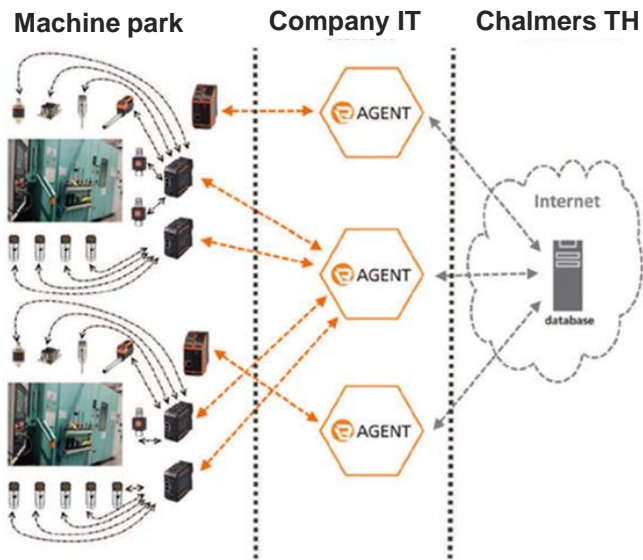 Machine park
Company IT
Chalmers TH
AGENT
Internet
AGENT
database
AGENT